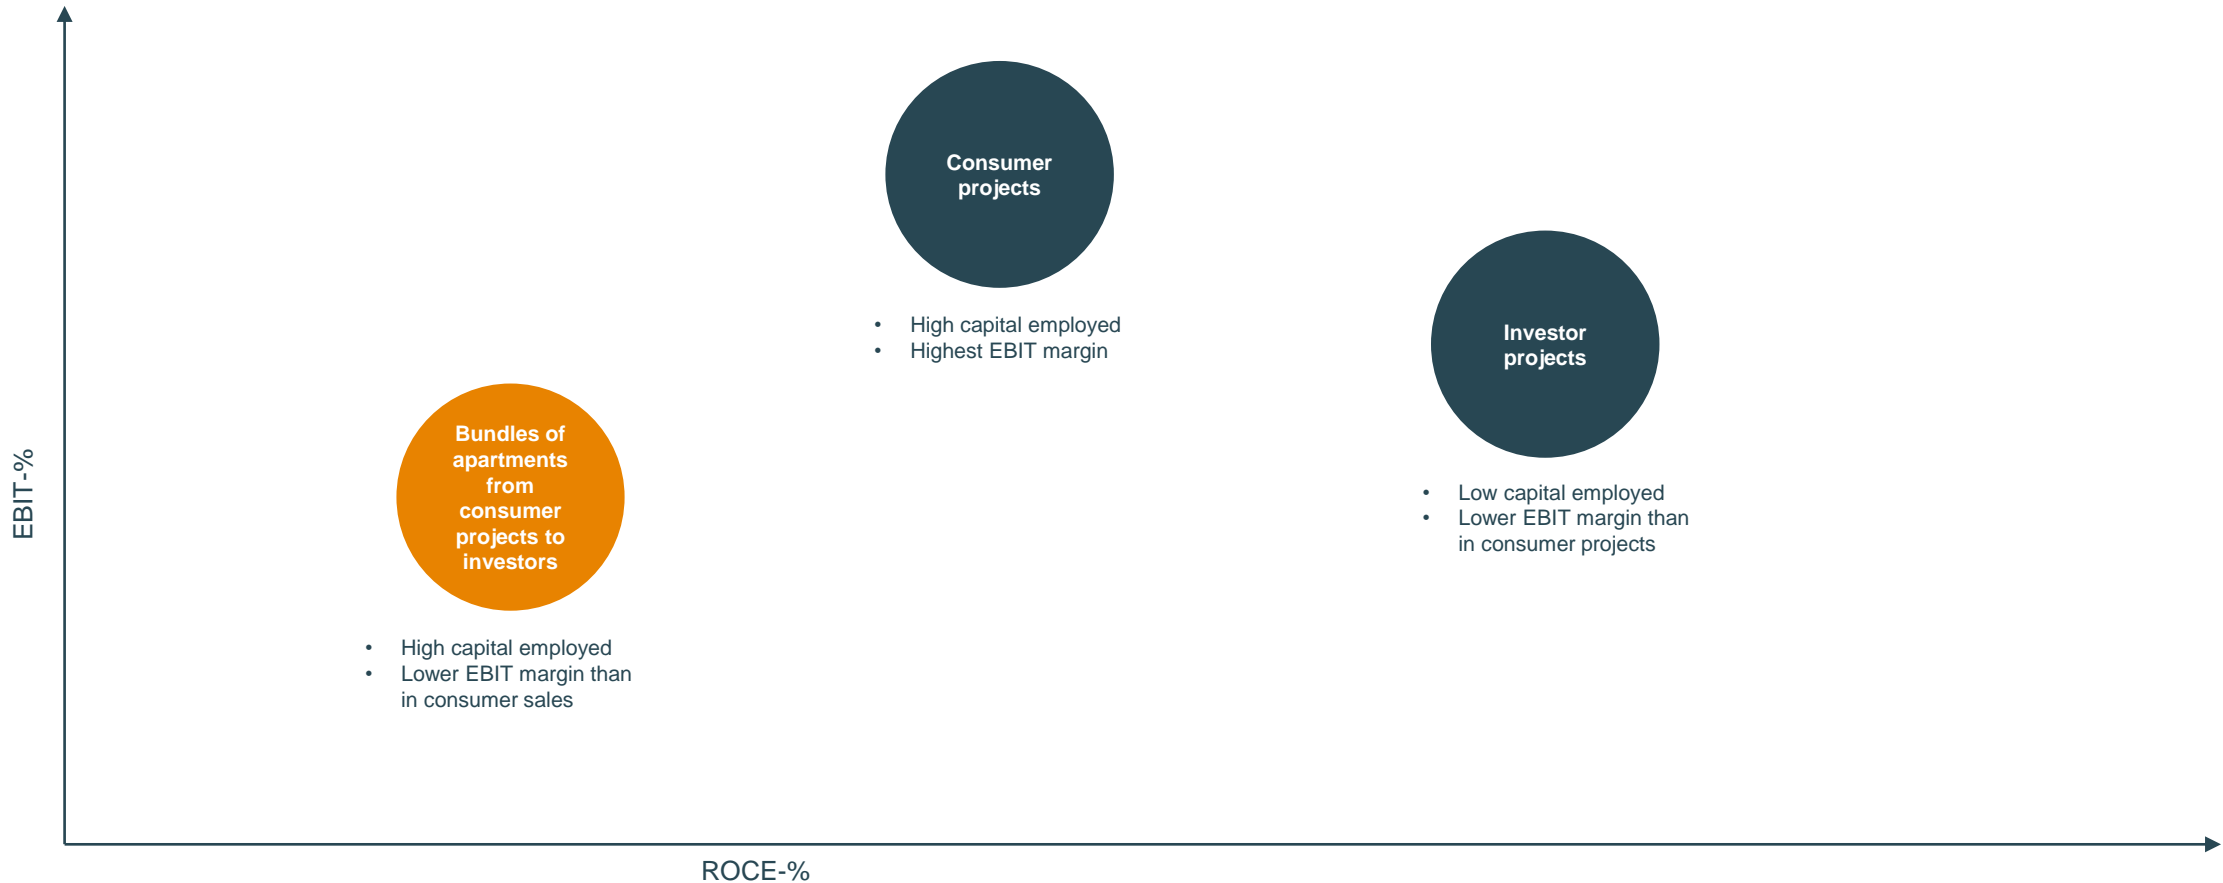 Consumer
projects
• High capital employed
• Highest EBIT margin
Investor
projects
• Low capital employed
• Lower EBIT margin than
in consumer projects
Bundles of
apartments
from
consumer
projects to
investors
• High capital employed
• Lower EBIT margin than
in consumer sales
EBIT-%
ROCE-%